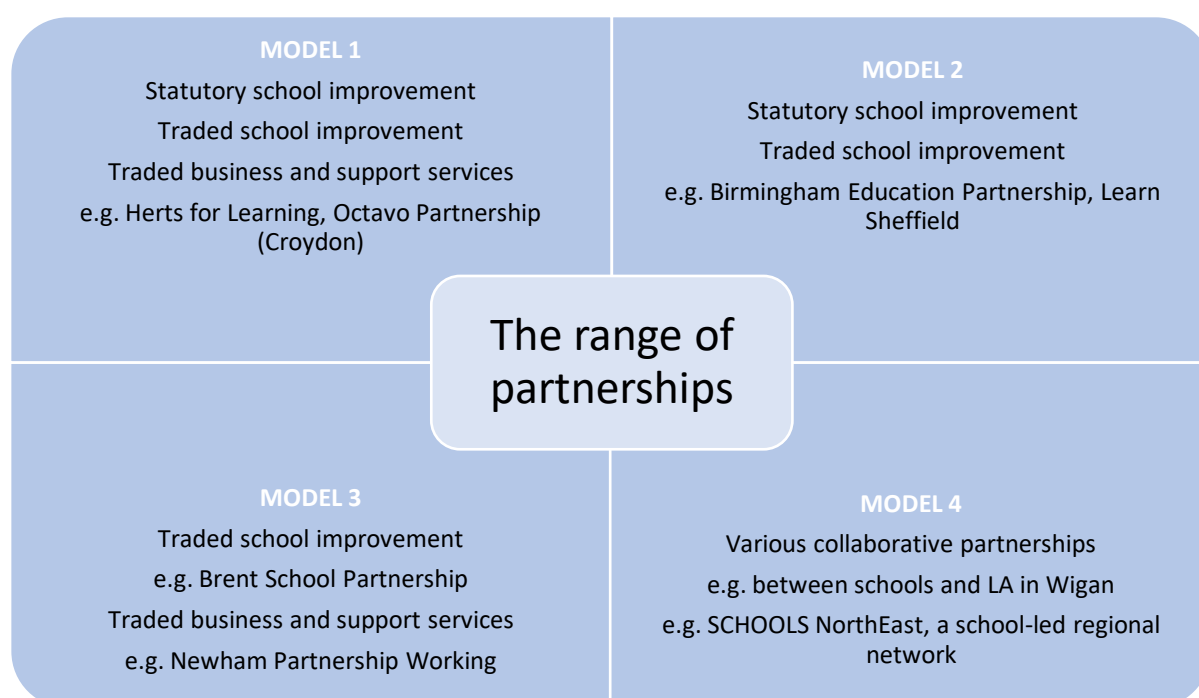 MODEL 1
Statutory school improvement
Traded school improvement
Traded business and support services
e.g. Herts for Learning, Octavo Partnership
(Croydon)
MODEL 2
Statutory school improvement
Traded school improvement
e.g. Birmingham Education Partnership, Learn
Sheffield
The range of
partnerships
MODEL 3
Traded school improvement
e.g. Brent School Partnership
Traded business and support services
e.g. Newham Partnership Working
MODEL 4
Various collaborative partnerships
e.g. between schools and LA in Wigan
e.g. SCHOOLS NorthEast, a school-led regional
network